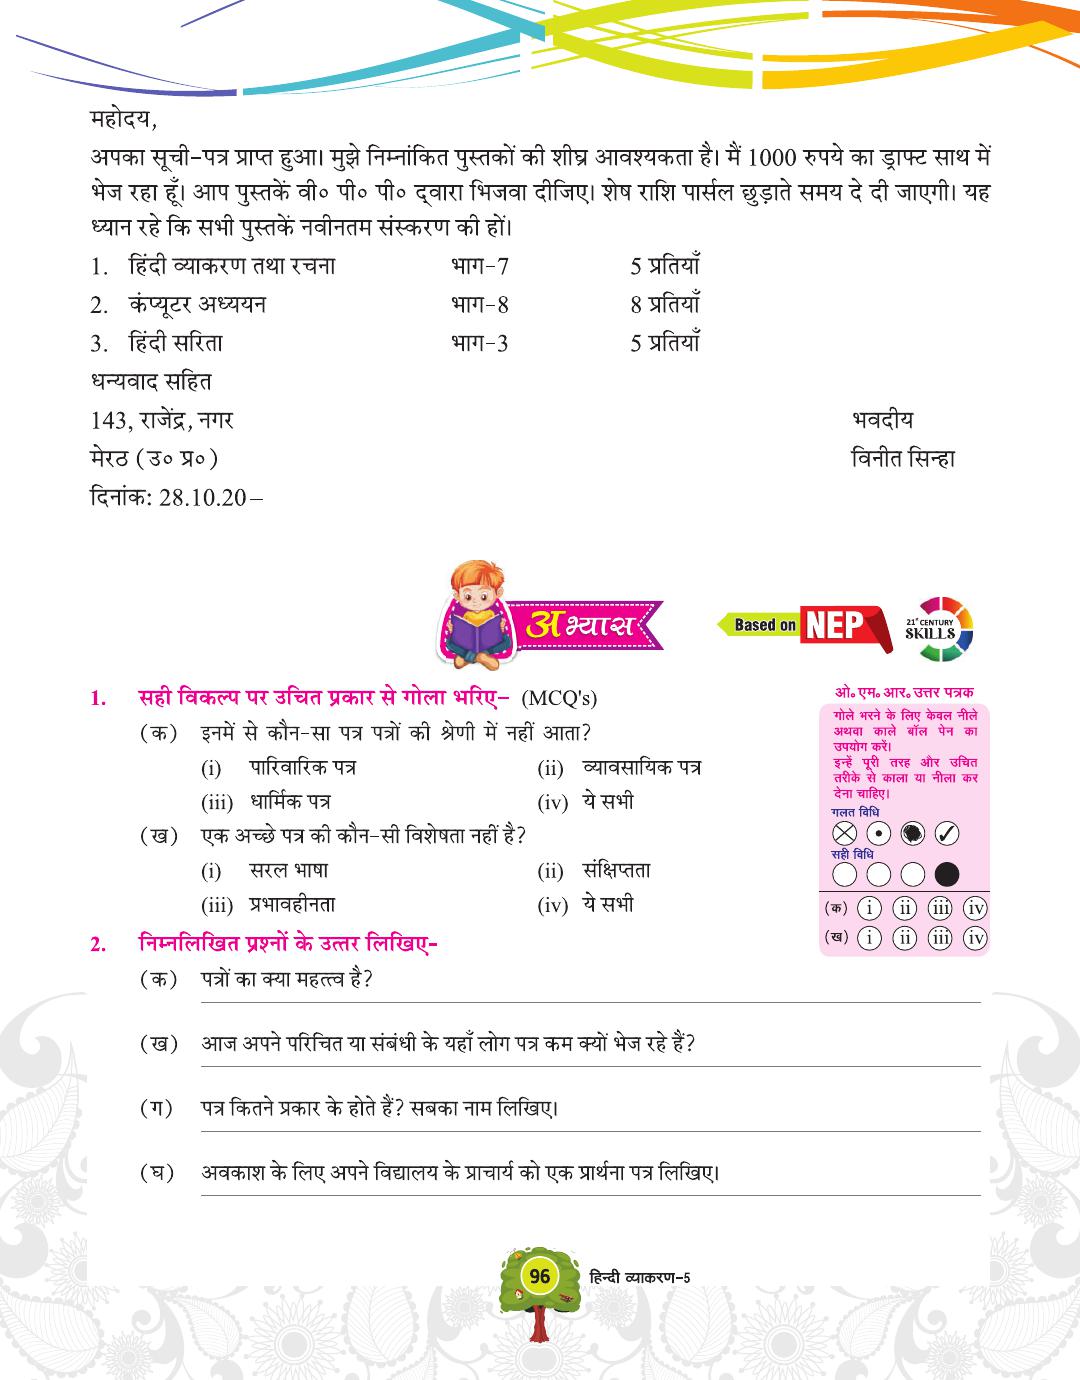 महोदय,
अपका सूची-पत्र प्राप्त हुआ। मुझे निम्नांकित पुस्तकों की शीघ्र आवश्यकता है। मैं 1000 रुपये का ड्राफ्ट साथ में
भेज रहा हूँ। आप पुस्तकें वी० पी० पी० द्वारा भिजवा दीजिए। शेष राशि पार्सल छुड़ाते समय दे दी जाएगी। यह
ध्यान रहे कि सभी पुस्तकें नवीनतम संस्करण की हों।
1. हिंदी व्याकरण तथा रचना भाग-7 5 प्रतियाँ
2. कंप्यूटर अध्ययन भाग-8 8 प्रतियाँ
3. हिंदी सरिता भाग-3 5 प्रतियाँ
धन्यवाद सहित
143, राजेंद्र, नगर भवदीय
मेरठ (उ० प्र०) विनीत सिन्हा
दिनांक: 28.10.20–
अभ्यास
Based on NEP
21st CENTURY
SKILLS
1. सही विकल्प पर उचित प्रकार से गोला भरिए- (MCQ's)
(क) इनमें से कौन-सा पत्र पत्रों की श्रेणी में नहीं आता?
(i) पारिवारिक पत्र (ii) व्यावसायिक पत्र
(iii) धार्मिक पत्र (iv) ये सभी
(ख) एक अच्छे पत्र की कौन-सी विशेषता नहीं है?
(i) सरल भाषा (ii) संक्षिप्तता
(iii) प्रभावहीनता (iv) ये सभी
ओ. एम. आर. उत्तर पत्रक
गोले भरने के लिए केवल नीले
अथवा काले बॉल पेन का
उपयोग करें।
इन्हें पूरी तरह और उचित
तरीके से काला या नीला कर
देना चाहिए।
गलत विधि
सही विधि
(क) i ii iii iv
(ख) i ii iii iv
2. निम्नलिखित प्रश्नों के उत्तर लिखिए-
(क) पत्रों का क्या महत्त्व है?
(ख) आज अपने परिचित या संबंधी के यहाँ लोग पत्र कम क्यों भेज रहे हैं?
(ग) पत्र कितने प्रकार के होते हैं? सबका नाम लिखिए।
(घ) अवकाश के लिए अपने विद्यालय के प्राचार्य को एक प्रार्थना पत्र लिखिए।
96 हिन्दी व्याकरण-5